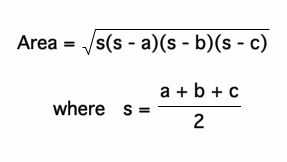 Area = √s(s - a)(s - b)(s - c)
where s = a + b + c
2